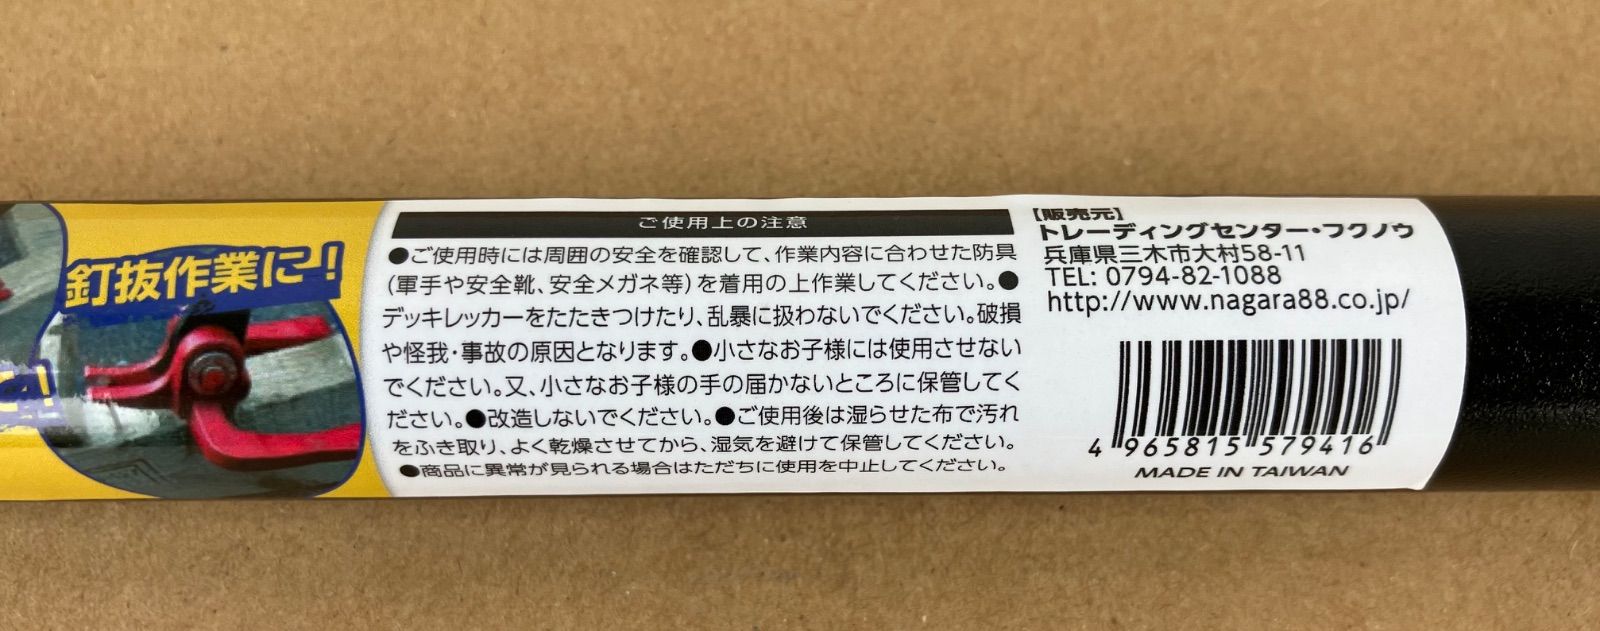 釘抜作業に!
ご使用上の注意
●ご使用時には周囲の安全を確認して、作業内容に合わせた防具
(軍手や安全靴、安全メガネ等)を着用の上作業してください。●
デッキレッカーをたたきつけたり、乱暴に扱わないでください。破損
や怪我・事故の原因となります。●小さなお子様には使用させない
でください。又、小さなお子様の手の届かないところに保管してく
ださい。●改造しないでください。●ご使用後は湿らせた布で汚れ
をふき取り、よく乾燥させてから、湿気を避けて保管してください。
●商品に異常が見られる場合はただちに使用を中止してください。
【販売元】
トレーディングセンター・フクノウ
兵庫県三木市大村58-11
TEL: 0794-82-1088
http://www.nagara88.co.jp/
4 965815 579416
MADE IN TAIWAN